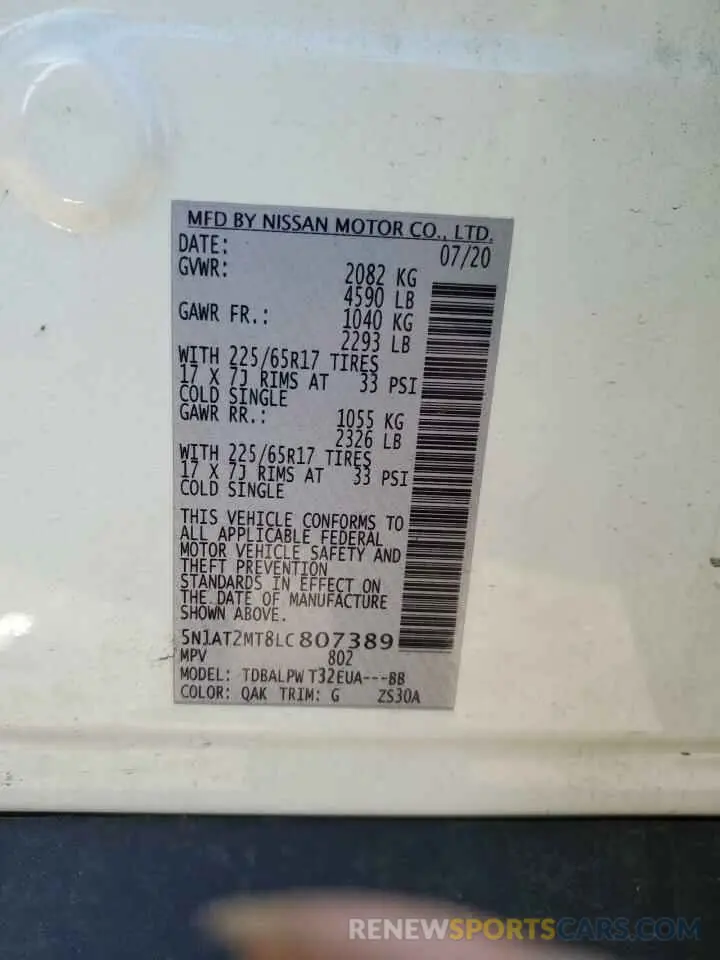 MFD BY NISSAN MOTOR CO., LTD.
DATE: 07/20
GVWR: 2082 KG
4590 LB
GAWR FR.: 1040 KG
2293 LB
WITH 225/65R17 TIRES
17 X 7J RIMS AT 33 PSI
COLD SINGLE
GAWR RR.: 1055 KG
2326 LB
WITH 225/65R17 TIRES
17 X 7J RIMS AT 33 PSI
COLD SINGLE
THIS VEHICLE CONFORMS TO
ALL APPLICABLE FEDERAL
MOTOR VEHICLE SAFETY AND
THEFT PREVENTION
STANDARDS IN EFFECT ON
THE DATE OF MANUFACTURE
SHOWN ABOVE.
5N1AT2MT8LC807389
MPV 802
MODEL: TDBALPW T32EUA---BB
COLOR: QAK TRIM: G ZS30A
RENEWSPORTSCARS.COM